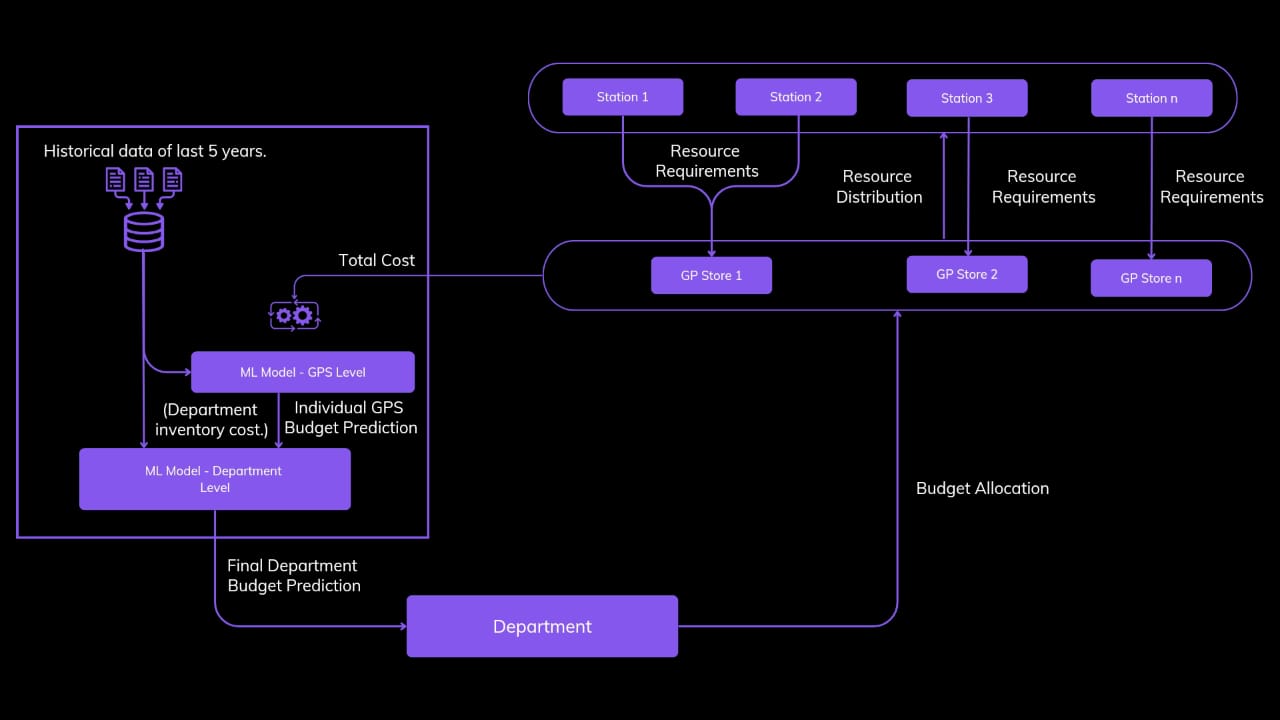 Station 1
Station 2
Station 3
Station n
Historical data of last 5 years.
Resource
Requirements
Resource
Distribution
Resource
Requirements
Resource
Requirements
Total Cost
GP Store 1
GP Store 2
GP Store n
ML Model - GPS Level
(Department
inventory cost.)
Individual GPS
Budget Prediction
ML Model - Department
Level
Budget Allocation
Final Department
Budget Prediction
Department